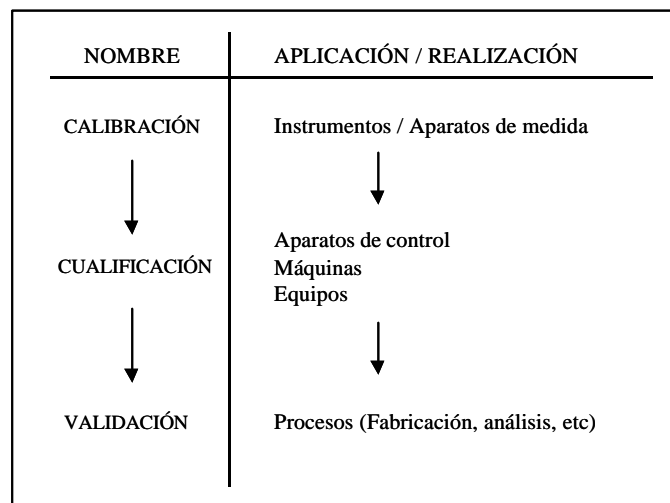 NOMBRE APLICACIÓN / REALIZACIÓN
CALIBRACIÓN Instrumentos / Aparatos de medida
Aparatos de control
CUALIFICACIÓN Máquinas
Equipos
VALIDACIÓN Procesos (Fabricación, análisis, etc)